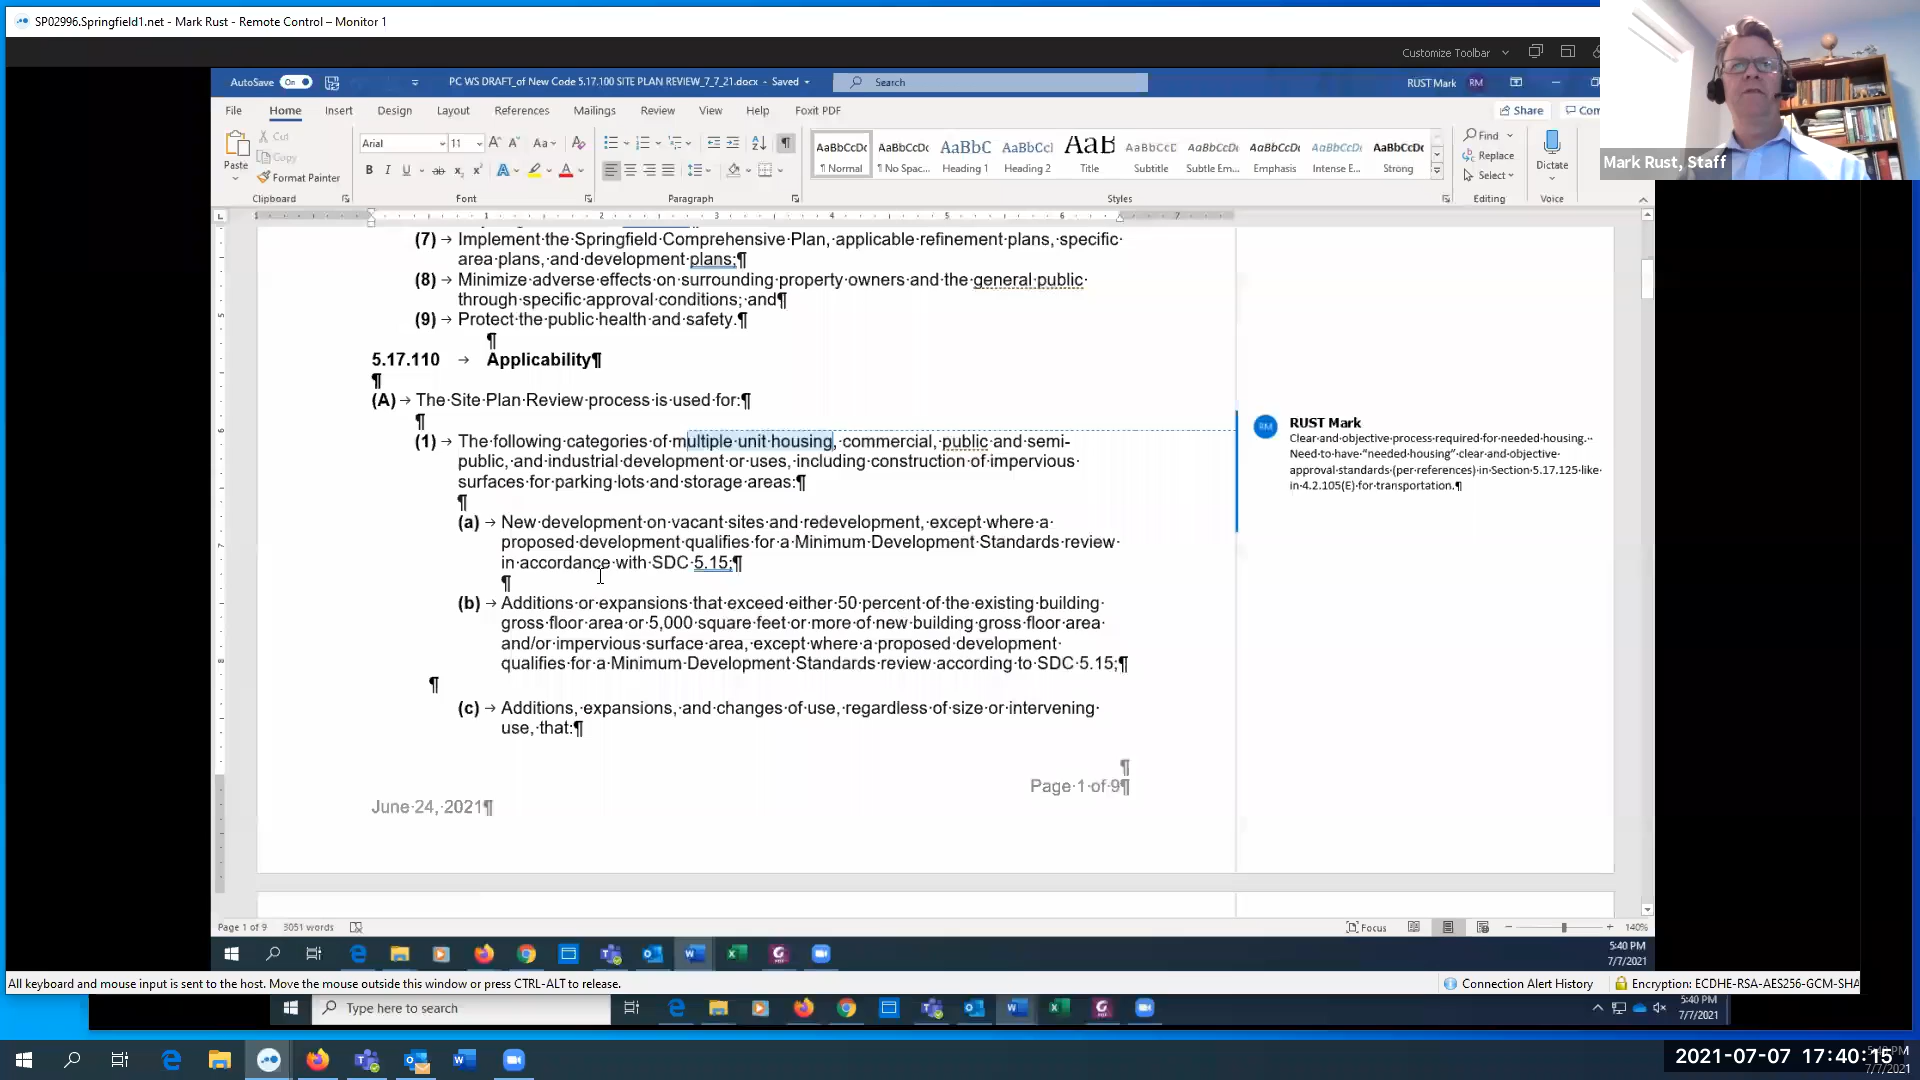 SP02996.Springfield1.net - Mark Rust - Remote Control – Monitor 1
Customize Toolbar
Mark Rust, Staff
AutoSave On
PC WS DRAFT_of New Code 5.17.100 SITE PLAN REVIEW_7_7_21.docx - Saved
Search
RUST Mark RM
File Home Insert Design Layout References Mailings Review View Help Foxit PDF
Share
Paste
Cut
Copy
Format Painter
Arial 11
AaBbCcDc AaBbCcDc AaBbC AaBbCcl
¶ Normal ¶ No Spac... Heading 1 Heading 2 Title Subtitle Subtle Em... Emphasis Intense E... Strong
Find
Replace
Select
Dictate
Clipboard Font Paragraph Styles Editing Voice
(7) Implement the Springfield Comprehensive Plan, applicable refinement plans, specific
area plans, and development plans;¶
(8) Minimize adverse effects on surrounding property owners and the general public
through specific approval conditions; and¶
(9) Protect the public health and safety.¶
¶
5.17.110 Applicability¶
¶
(A) The Site Plan Review process is used for:¶
¶
(1) The following categories of multiple unit housing, commercial, public and semi-
public, and industrial development or uses, including construction of impervious
surfaces for parking lots and storage areas:¶
¶
(a) New development on vacant sites and redevelopment, except where a
proposed development qualifies for a Minimum Development Standards review
in accordance with SDC 5.15;¶
¶
(b) Additions or expansions that exceed either 50 percent of the existing building
gross floor area or 5,000 square feet or more of new building gross floor area
and/or impervious surface area, except where a proposed development
qualifies for a Minimum Development Standards review according to SDC 5.15;¶
¶
(c) Additions, expansions, and changes of use, regardless of size or intervening
use, that:¶
¶
Page 1 of 9¶
June 24, 2021¶
RM RUST Mark
Clear and objective process required for needed housing.
Need to have “needed housing” clear and objective
approval standards (per references) in Section 5.17.125 like
in 4.2.105(E) for transportation.¶
Page 1 of 9 3051 words
Focus
140%
5:40 PM
7/7/2021
All keyboard and mouse input is sent to the host. Move the mouse outside this window or press CTRL-ALT to release.
Connection Alert History
Encryption: ECDHE-RSA-AES256-GCM-SHA
Type here to search
5:40 PM
7/7/2021
2021-07-07 17:40:15
7/7/2021